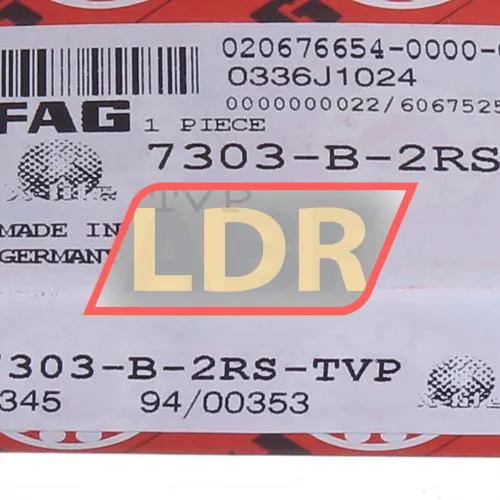 020676654-0000-
0336J1024
0000000022/6067525
FAG
1 PIECE
7303-B-2RS
TVP
MADE IN
GERMANY
LDR
7303-B-2RS-TVP
345 94/00353